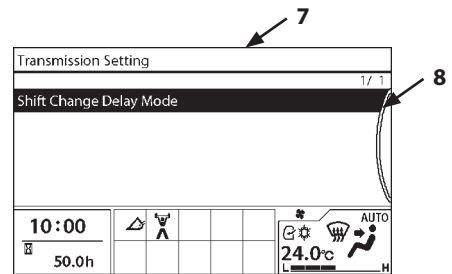 7
Transmission Setting
1/ 1
8
Shift Change Delay Mode
10:00
50.0h
AUTO
24.0℃
L H